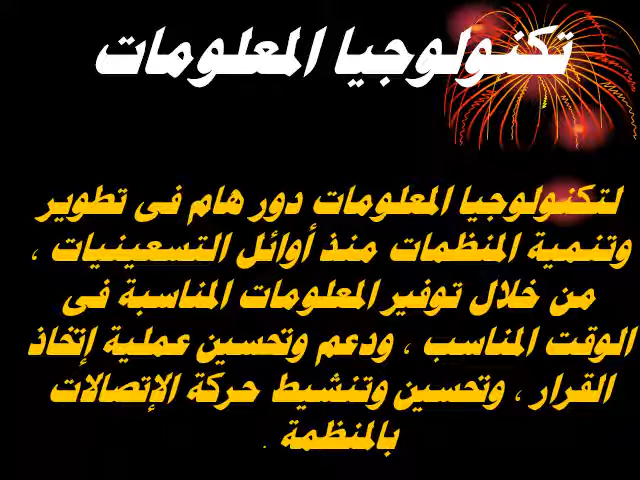 تكنولوجيا المعلومات
لتكنولوجيا المعلومات دور هام فى تطوير
وتنمية المنظمات منذ أوائل التسعينيات ،
من خلال توفير المعلومات المناسبة فى
الوقت المناسب ، ودعم وتحسين عملية إتخاذ
القرار ، وتحسين وتنشيط حركة الإتصالات
بالمنظمة .